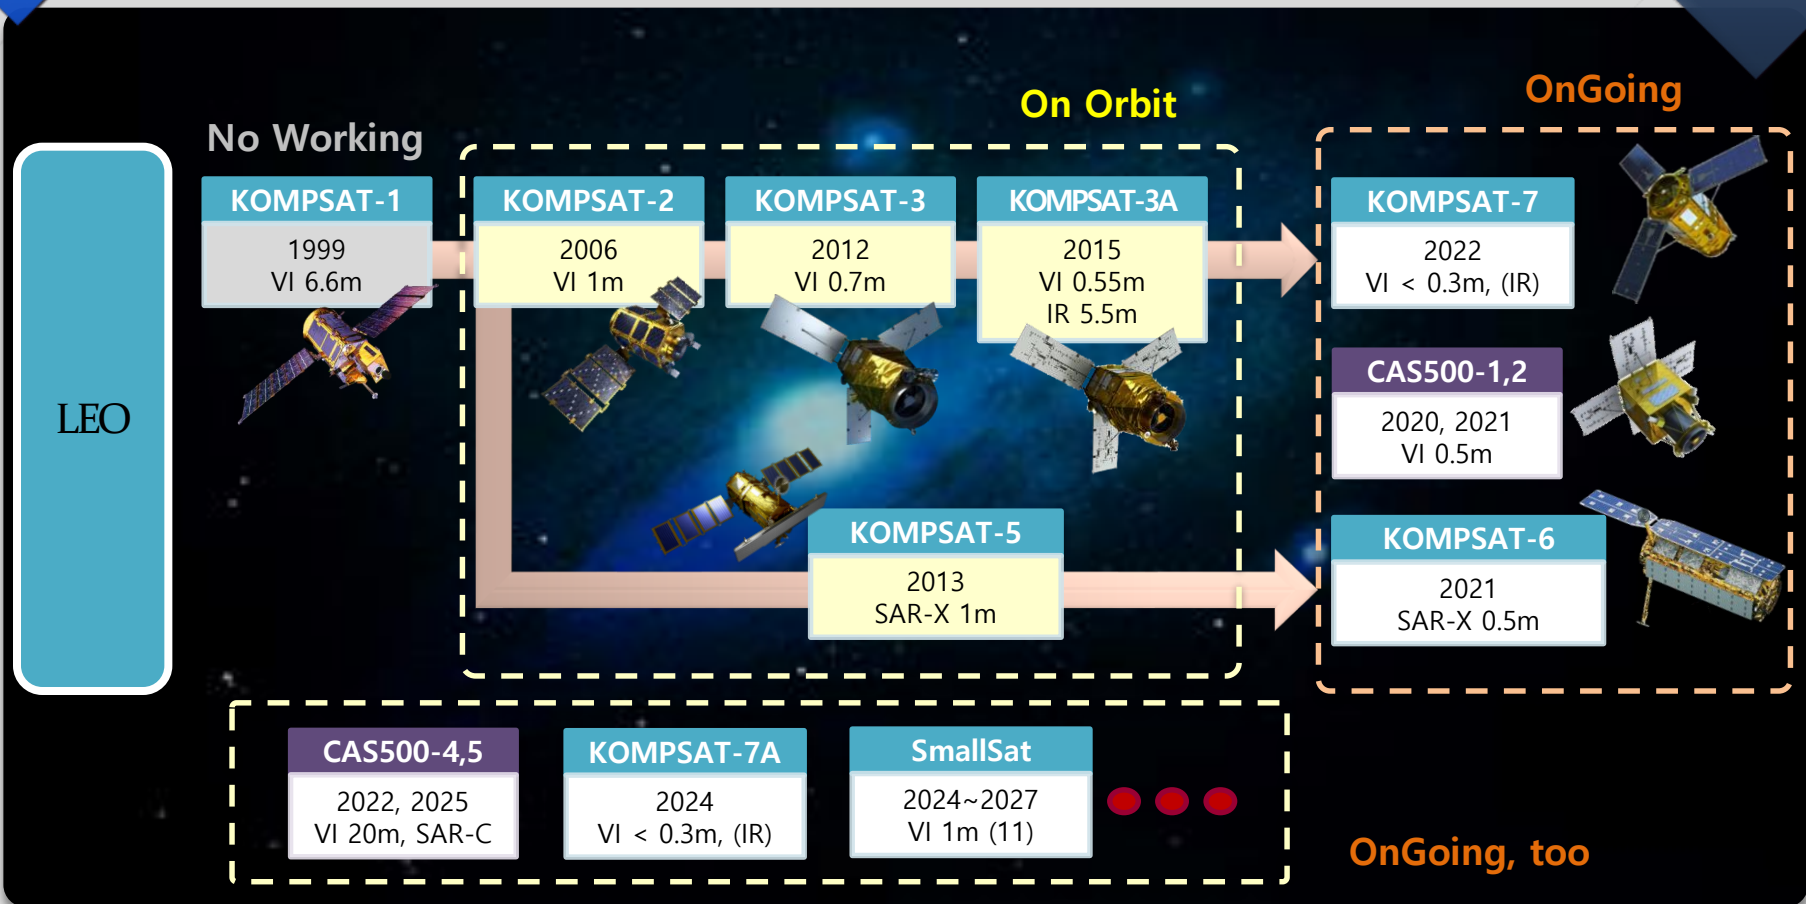 On Orbit
OnGoing
No Working
LEO
KOMPSAT-1
1999
VI 6.6m
KOMPSAT-2
2006
VI 1m
KOMPSAT-3
2012
VI 0.7m
KOMPSAT-3A
2015
VI 0.55m
IR 5.5m
KOMPSAT-7
2022
VI < 0.3m, (IR)
CAS500-1,2
2020, 2021
VI 0.5m
KOMPSAT-5
2013
SAR-X 1m
KOMPSAT-6
2021
SAR-X 0.5m
CAS500-4,5
2022, 2025
VI 20m, SAR-C
KOMPSAT-7A
2024
VI < 0.3m, (IR)
SmallSat
2024~2027
VI 1m (11)
OnGoing, too